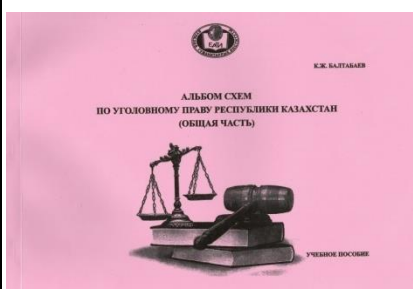 К.Ж. БАЛТАБАЕВ
АЛЬБОМ СХЕМ
ПО УГОЛОВНОМУ ПРАВУ РЕСПУБЛИКИ КАЗАХСТАН
(ОБЩАЯ ЧАСТЬ)
УЧЕБНОЕ ПОСОБИЕ